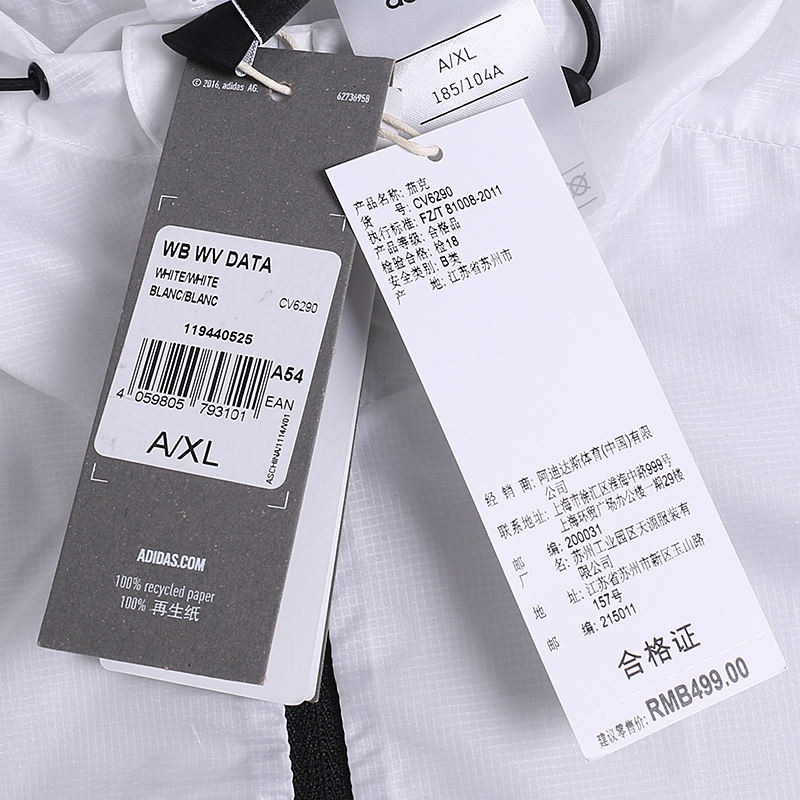 A/XL
185/104A
© 2016, adidas AG.
62736958
WB WV DATA
WHITE/WHITE
BLANC/BLANC
CV6290
119440525
A54
4 059805 793101
EAN
A/XL
ASCHINA/1114/N01
ADIDAS.COM
100% recycled paper
100% 再生纸
产品名称: 茄克
货 号: CV6290
执行标准: FZ/T 81008-2011
产品等级: 合格品
检验合格: 检18
安全类别: B类
产 地: 江苏省苏州市
经 销 商: 阿迪达斯体育(中国)有限
公司
联系地址: 上海市徐汇区淮海中路999号
上海环贸广场办公楼一期29楼
邮 编: 200031
厂 名: 苏州工业园区天源服装有
限公司
地 址: 江苏省苏州市新区玉山路
157号
邮 编: 215011
合格证
建议零售价: RMB499.00